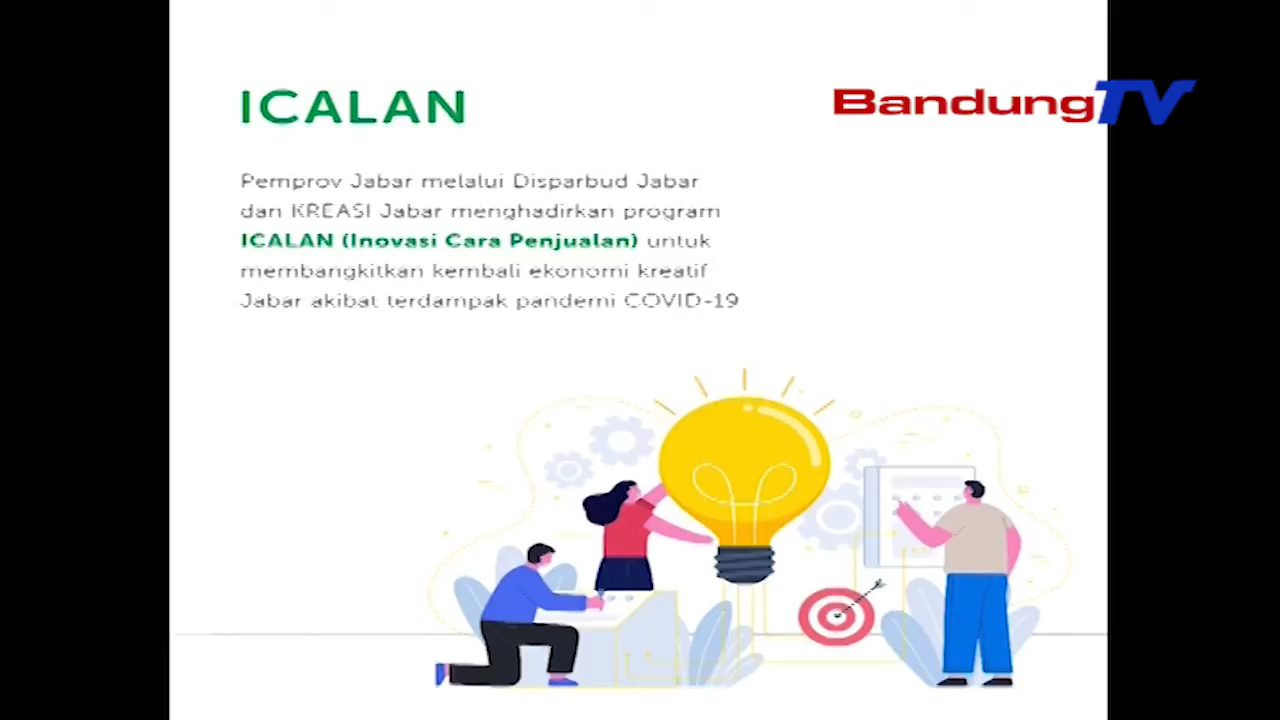 ICALAN
BandungTV
Pemprov Jabar melalui Disparbud Jabar
dan KREASI Jabar menghadirkan program
ICALAN (Inovasi Cara Penjualan) untuk
membangkitkan kembali ekonomi kreatif
Jabar akibat terdampak pandemi COVID-19